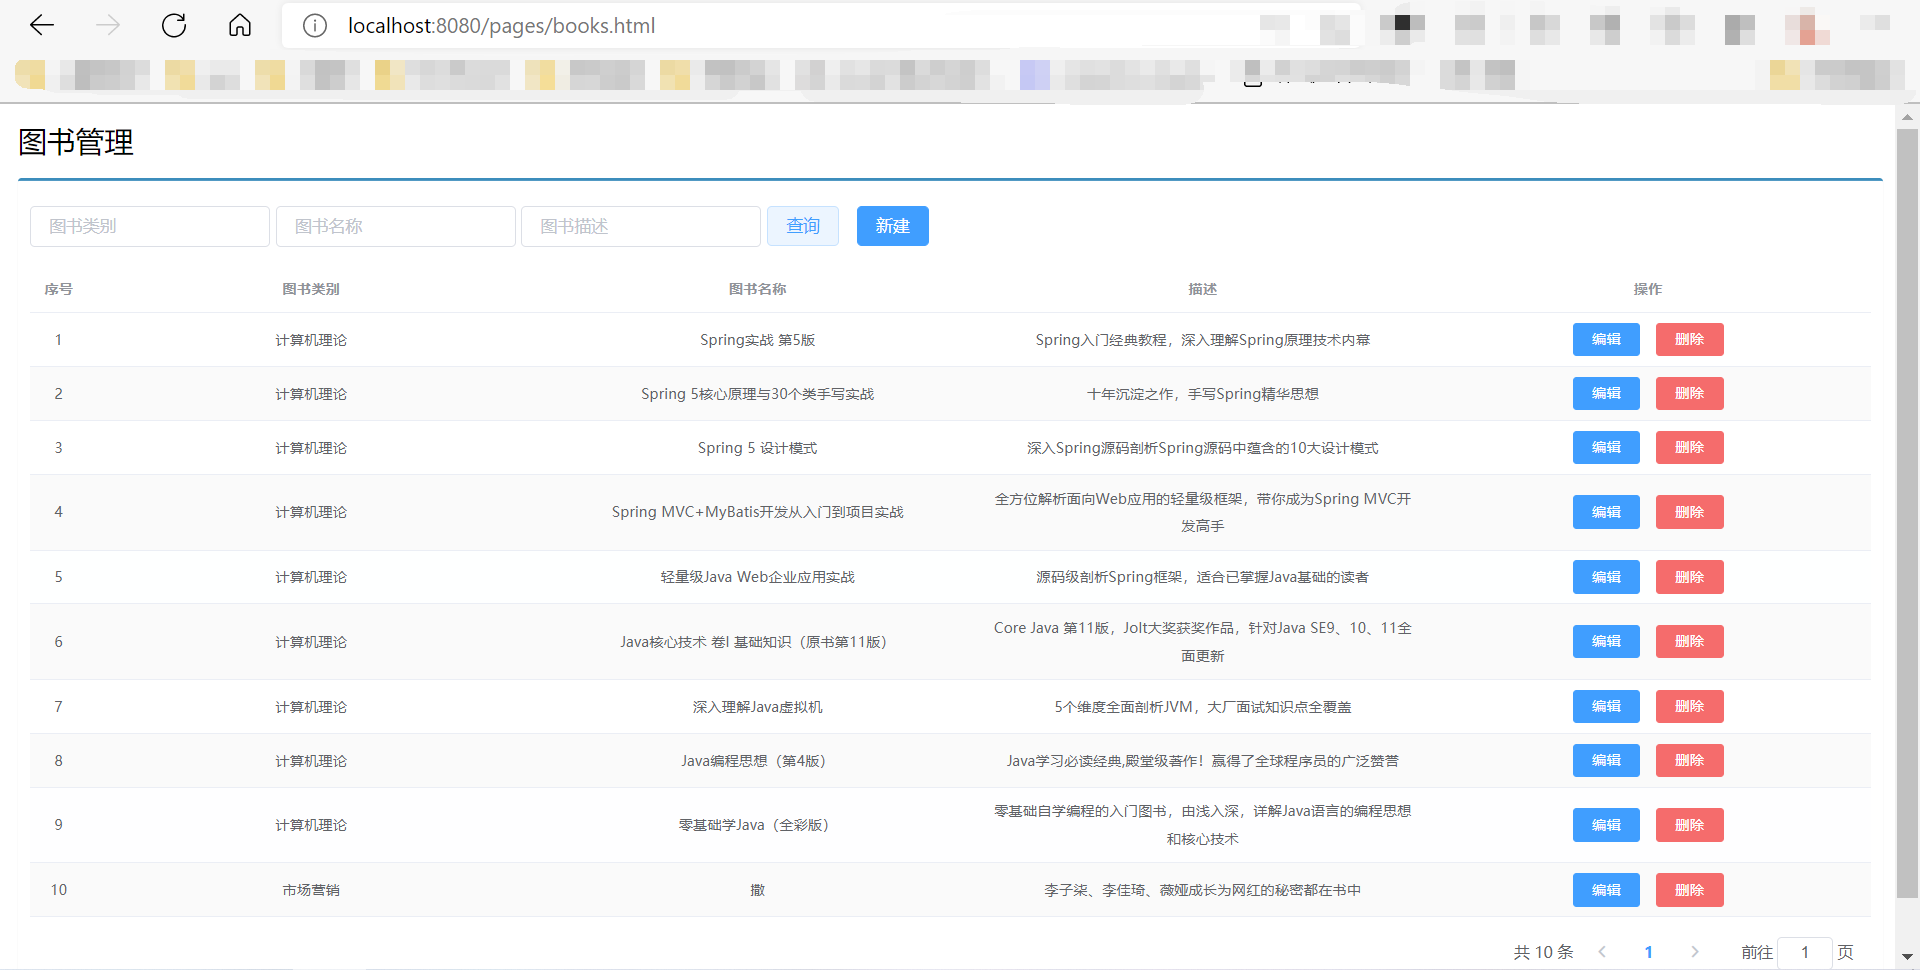 localhost:8080/pages/books.html
图书管理
图书类别 图书名称 图书描述 查询 新建
序号 图书类别 图书名称 描述 操作
1 计算机理论 Spring实战 第5版 Spring入门经典教程，深入理解Spring原理技术内幕 编辑 删除
2 计算机理论 Spring 5核心原理与30个类手写实战 十年沉淀之作，手写Spring精华思想 编辑 删除
3 计算机理论 Spring 5 设计模式 深入Spring源码剖析Spring源码中蕴含的10大设计模式 编辑 删除
4 计算机理论 Spring MVC+MyBatis开发从入门到项目实战 全方位解析面向Web应用的轻量级框架，带你成为Spring MVC开
发高手 编辑 删除
5 计算机理论 轻量级Java Web企业应用实战 源码级剖析Spring框架，适合已掌握Java基础的读者 编辑 删除
6 计算机理论 Java核心技术 卷I 基础知识（原书第11版） Core Java 第11版，Jolt大奖获奖作品，针对Java SE9、10、11全
面更新 编辑 删除
7 计算机理论 深入理解Java虚拟机 5个维度全面剖析JVM，大厂面试知识点全覆盖 编辑 删除
8 计算机理论 Java编程思想（第4版） Java学习必读经典,殿堂级著作！赢得了全球程序员的广泛赞誉 编辑 删除
9 计算机理论 零基础学Java（全彩版） 零基础自学编程的入门图书，由浅入深，详解Java语言的编程思想
和核心技术 编辑 删除
10 市场营销 撒 李子柒、李佳琦、薇娅成长为网红的秘密都在书中 编辑 删除
共 10 条 1 前往 1 页